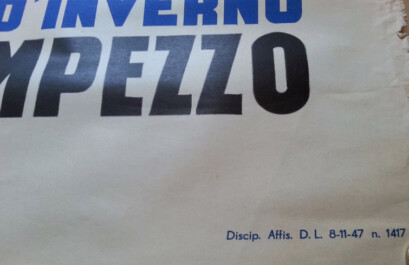 D'INVERNO
MPEZZO
Discip. Affis. D. L. 8-11-47 n. 1417